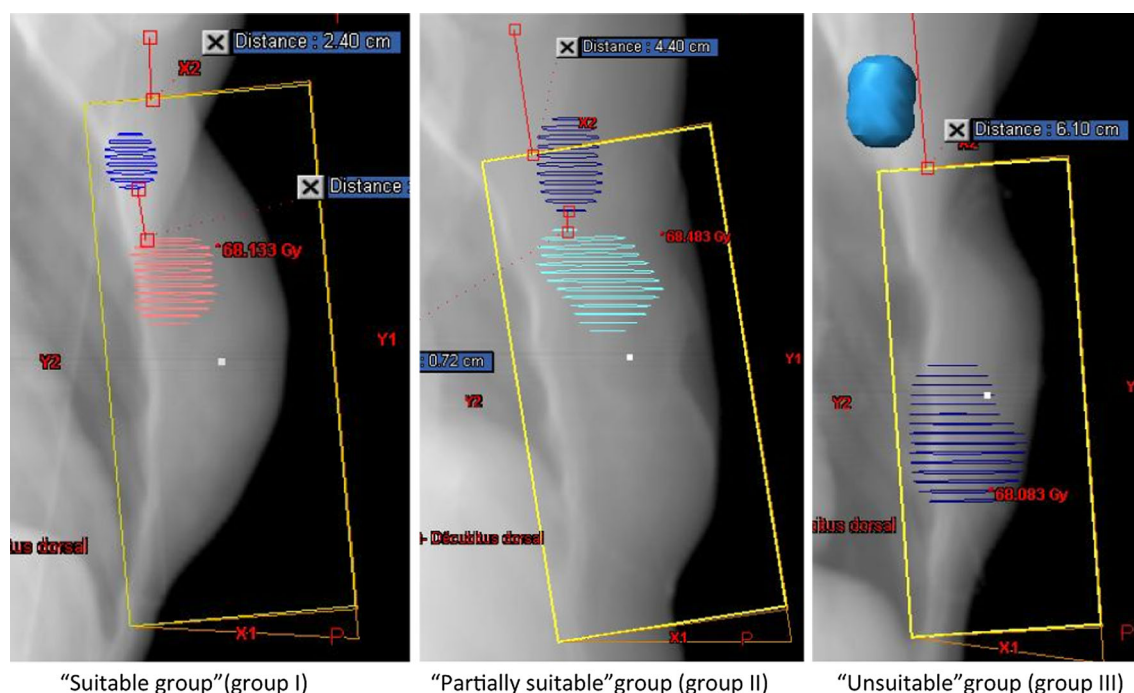 Distance : 2.40 cm
X2
Distance :
^68.133 Gy
Y1
Y2
tus dorsal
X1
P
"Suitable group"(group I)
Distance : 4.40 cm
X2
^68.483 Gy
Y1
: 0.72 cm
Y2
- Décubitus dorsal
X1
P
"Partially suitable"group (group II)
Distance : 6.10 cm
X2
Y
Y2
^68.083 Gy
itus dorsal
X1
P
"Unsuitable"group (group III)